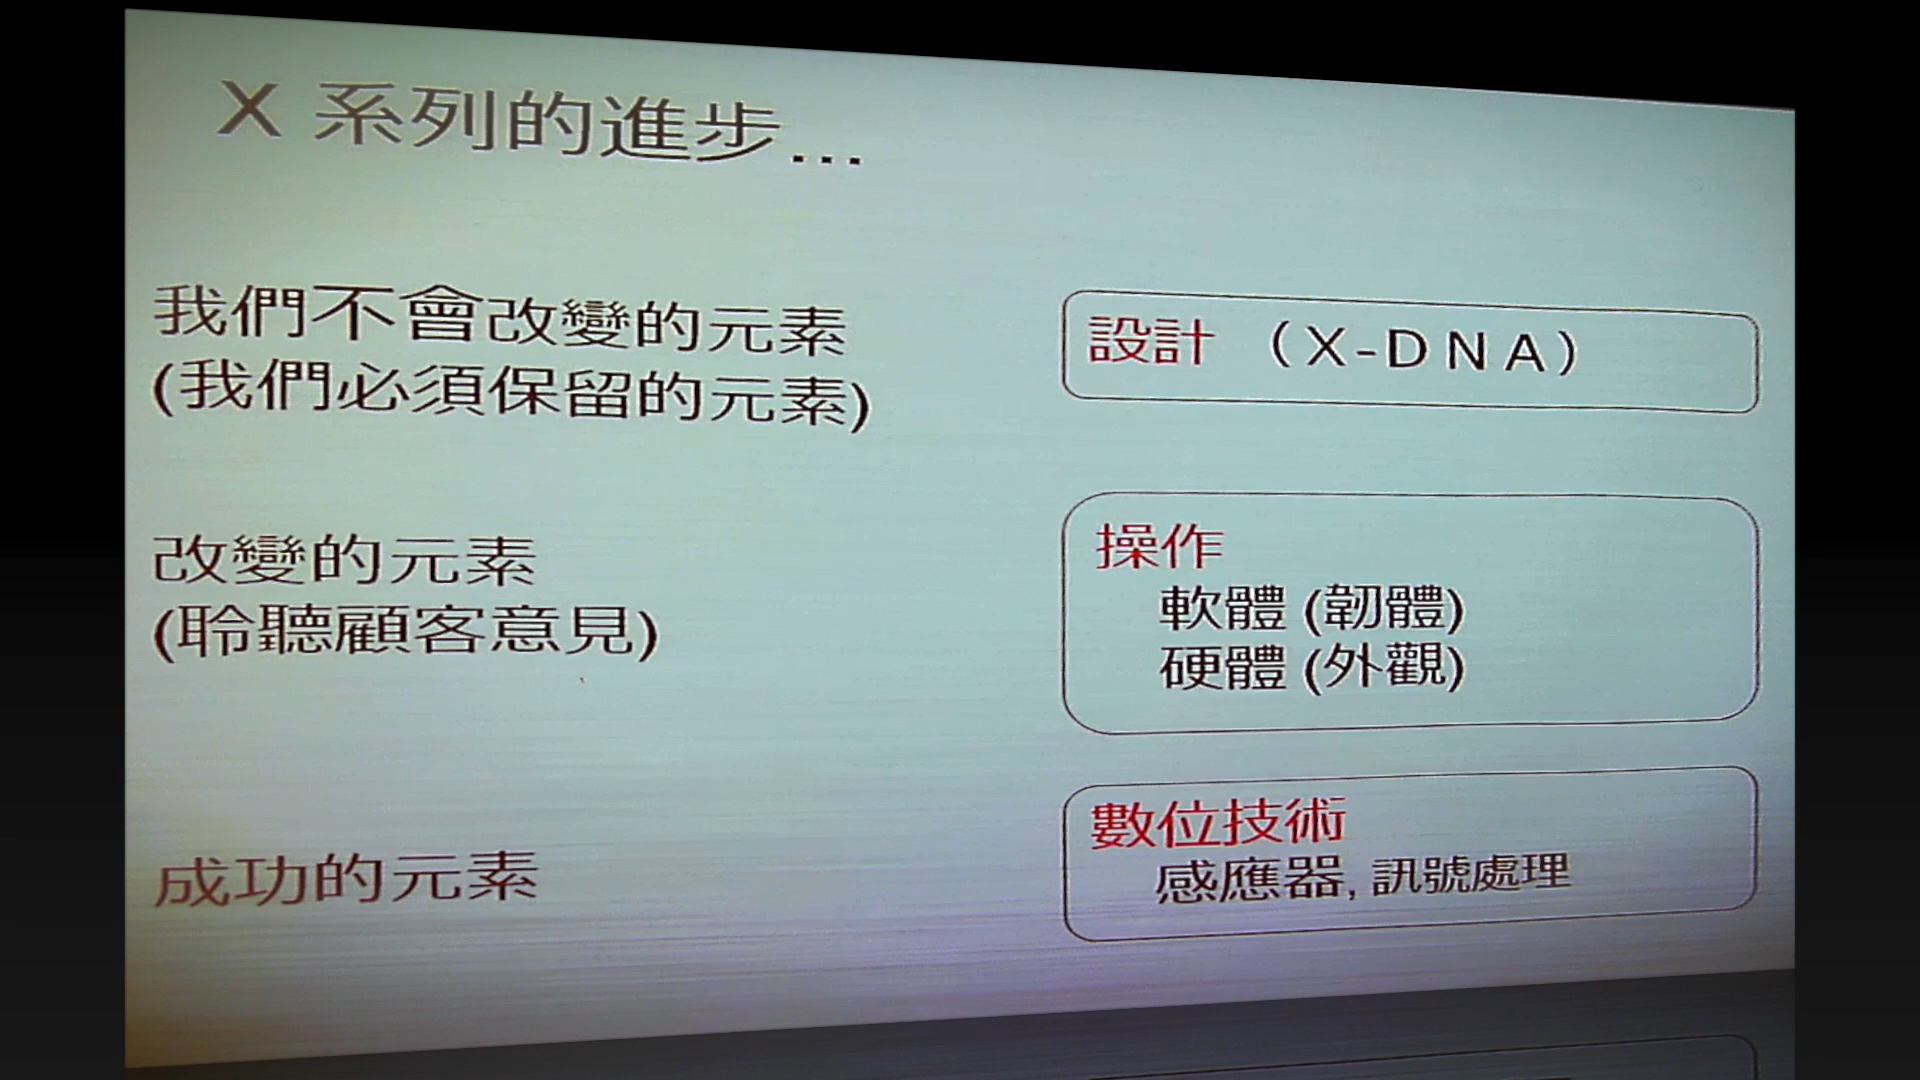 X 系列的進步...
我們不會改變的元素
(我們必須保留的元素)
設計 (X-DNA)
改變的元素
(聆聽顧客意見)
操作
軟體 (韌體)
硬體 (外觀)
成功的元素
數位技術
感應器, 訊號處理